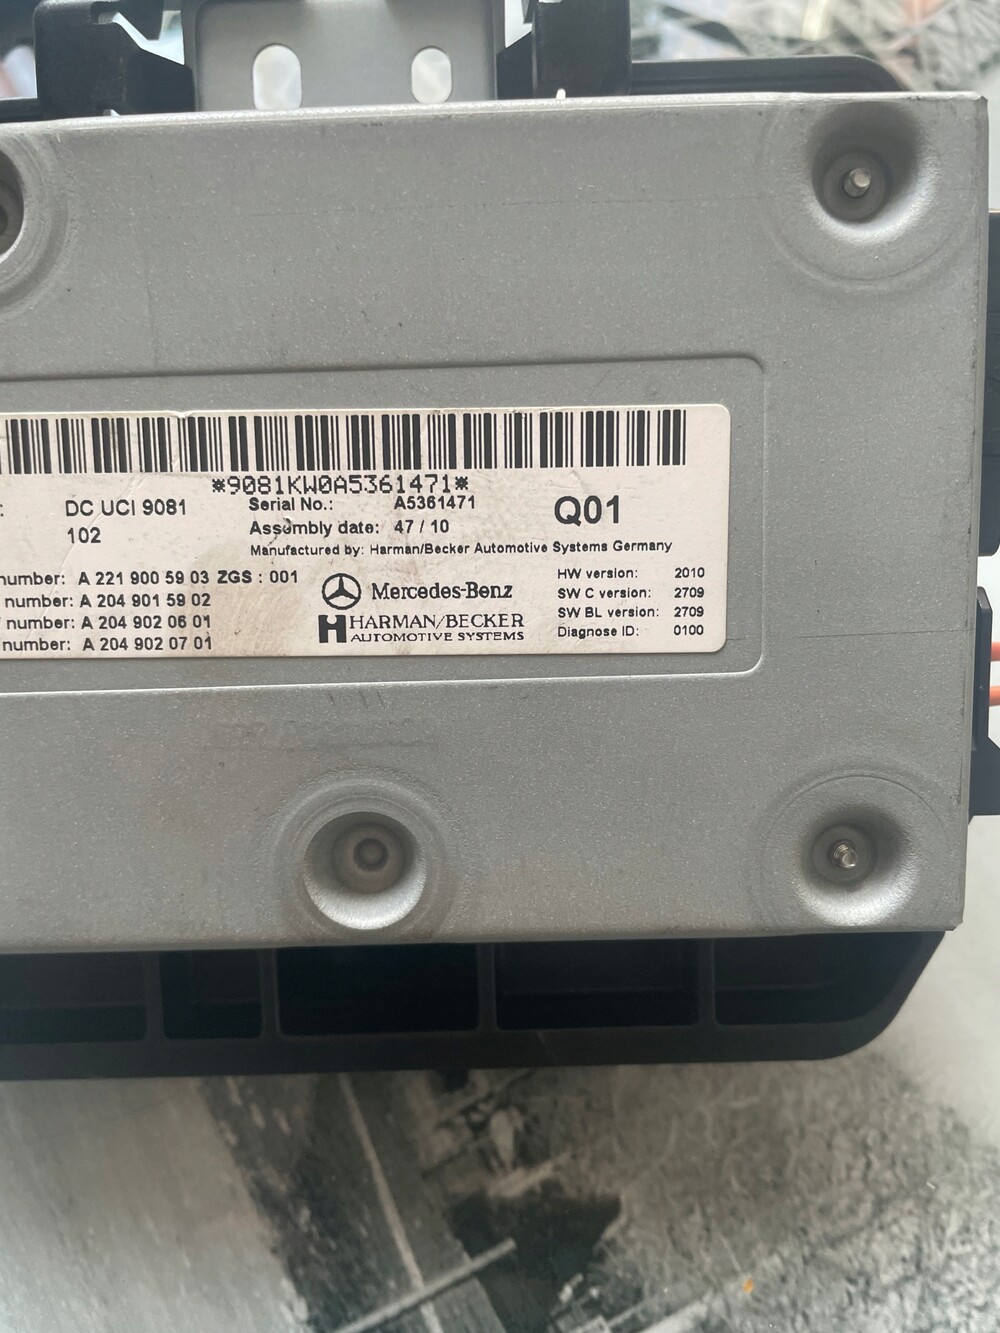 *9081KW0A5361471*
: DC UCI 9081 Serial No.: A5361471 Q01
102 Assembly date: 47 / 10
Manufactured by: Harman/Becker Automotive Systems Germany
number: A 221 900 59 03 ZGS : 001
number: A 204 901 59 02
number: A 204 902 06 01
number: A 204 902 07 01
Mercedes-Benz
HARMAN/BECKER
AUTOMOTIVE SYSTEMS
HW version: 2010
SW C version: 2709
SW BL version: 2709
Diagnose ID: 0100